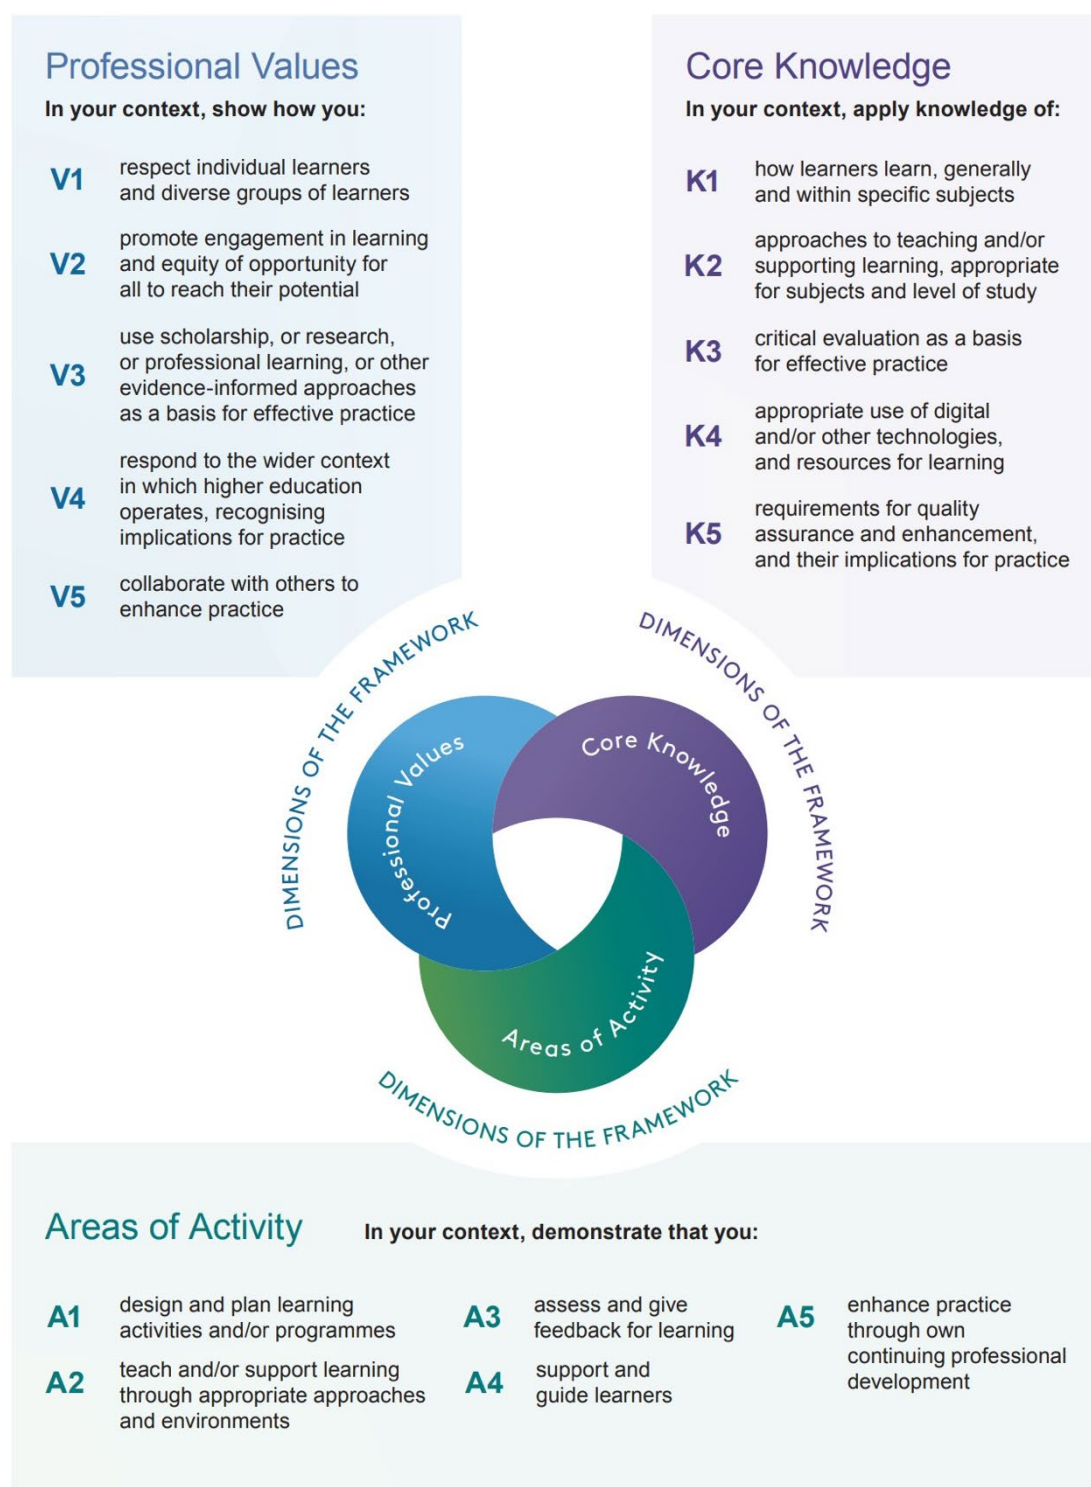 Professional Values
In your context, show how you:
V1 respect individual learners
and diverse groups of learners
V2 promote engagement in learning
and equity of opportunity for
all to reach their potential
V3 use scholarship, or research,
or professional learning, or other
evidence-informed approaches
as a basis for effective practice
V4 respond to the wider context
in which higher education
operates, recognising
implications for practice
V5 collaborate with others to
enhance practice
Core Knowledge
In your context, apply knowledge of:
K1 how learners learn, generally
and within specific subjects
K2 approaches to teaching and/or
supporting learning, appropriate
for subjects and level of study
K3 critical evaluation as a basis
for effective practice
K4 appropriate use of digital
and/or other technologies,
and resources for learning
K5 requirements for quality
assurance and enhancement,
and their implications for practice
DIMENSIONS OF THE FRAMEWORK
DIMENSIONS OF THE FRAMEWORK
Professional Values
Core Knowledge
Areas of Activity
DIMENSIONS OF THE FRAMEWORK
Areas of Activity
In your context, demonstrate that you:
A1 design and plan learning
activities and/or programmes
A2 teach and/or support learning
through appropriate approaches
and environments
A3 assess and give
feedback for learning
A4 support and
guide learners
A5 enhance practice
through own
continuing professional
development